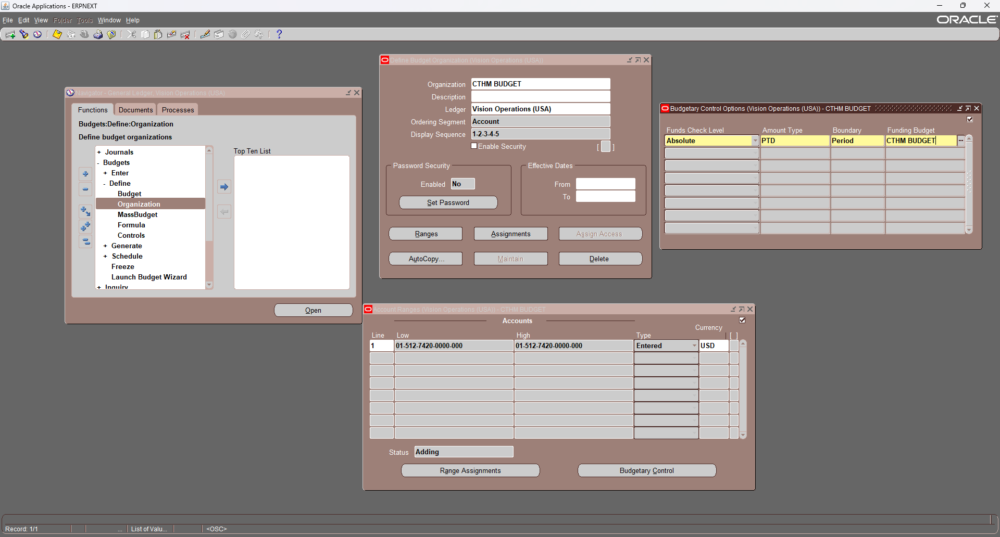 Oracle Applications - ERPNEXT
File Edit View Folder Tools Window Help
ORACLE
Navigator - General Ledger, Vision Operations (USA)
Functions Documents Processes
Budgets:Define:Organization
Define budget organizations
Top Ten List
+ Journals
- Budgets
+ Enter
- Define
Budget
Organization
MassBudget
Formula
Controls
+ Generate
+ Schedule
Freeze
Launch Budget Wizard
+ Inquiry
Open
Define Budget Organization (Vision Operations (USA))
Organization CTHM BUDGET
Description
Ledger Vision Operations (USA)
Ordering Segment Account
Display Sequence 1-2-3-4-5
Enable Security [ ]
Password Security
Enabled No
Set Password
Effective Dates
From
To
Ranges Assignments Assign Access
AutoCopy... Maintain Delete
Budgetary Control Options (Vision Operations (USA)) - CTHM BUDGET
Funds Check Level Amount Type Boundary Funding Budget
Absolute PTD Period CTHM BUDGET ...
Account Ranges (Vision Operations (USA)) - CTHM BUDGET
Accounts
Currency
Line Low High Type [ ]
1 01-512-7420-0000-000 01-512-7420-0000-000 Entered USD
Status Adding
Range Assignments Budgetary Control
Record: 1/1 ... List of Valu... <OSC>